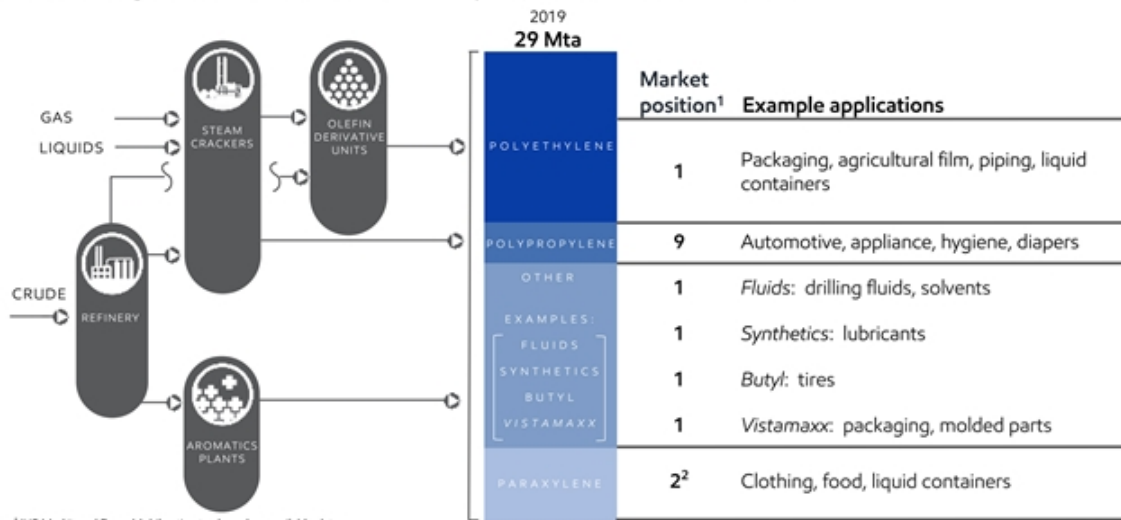 2019
29 Mta
Market
position¹ Example applications
GAS
LIQUIDS
STEAM
CRACKERS
OLEFIN
DERIVATIVE
UNITS
CRUDE
REFINERY
AROMATICS
PLANTS
POLYETHYLENE
1
Packaging, agricultural film, piping, liquid
containers
POLYPROPYLENE
9
Automotive, appliance, hygiene, diapers
OTHER
EXAMPLES:
FLUIDS
SYNTHETICS
BUTYL
VISTAMAXX
1 Fluids: drilling fluids, solvents
1 Synthetics: lubricants
1 Butyl: tires
1 Vistamaxx: packaging, molded parts
PARAXYLENE
2² Clothing, food, liquid containers